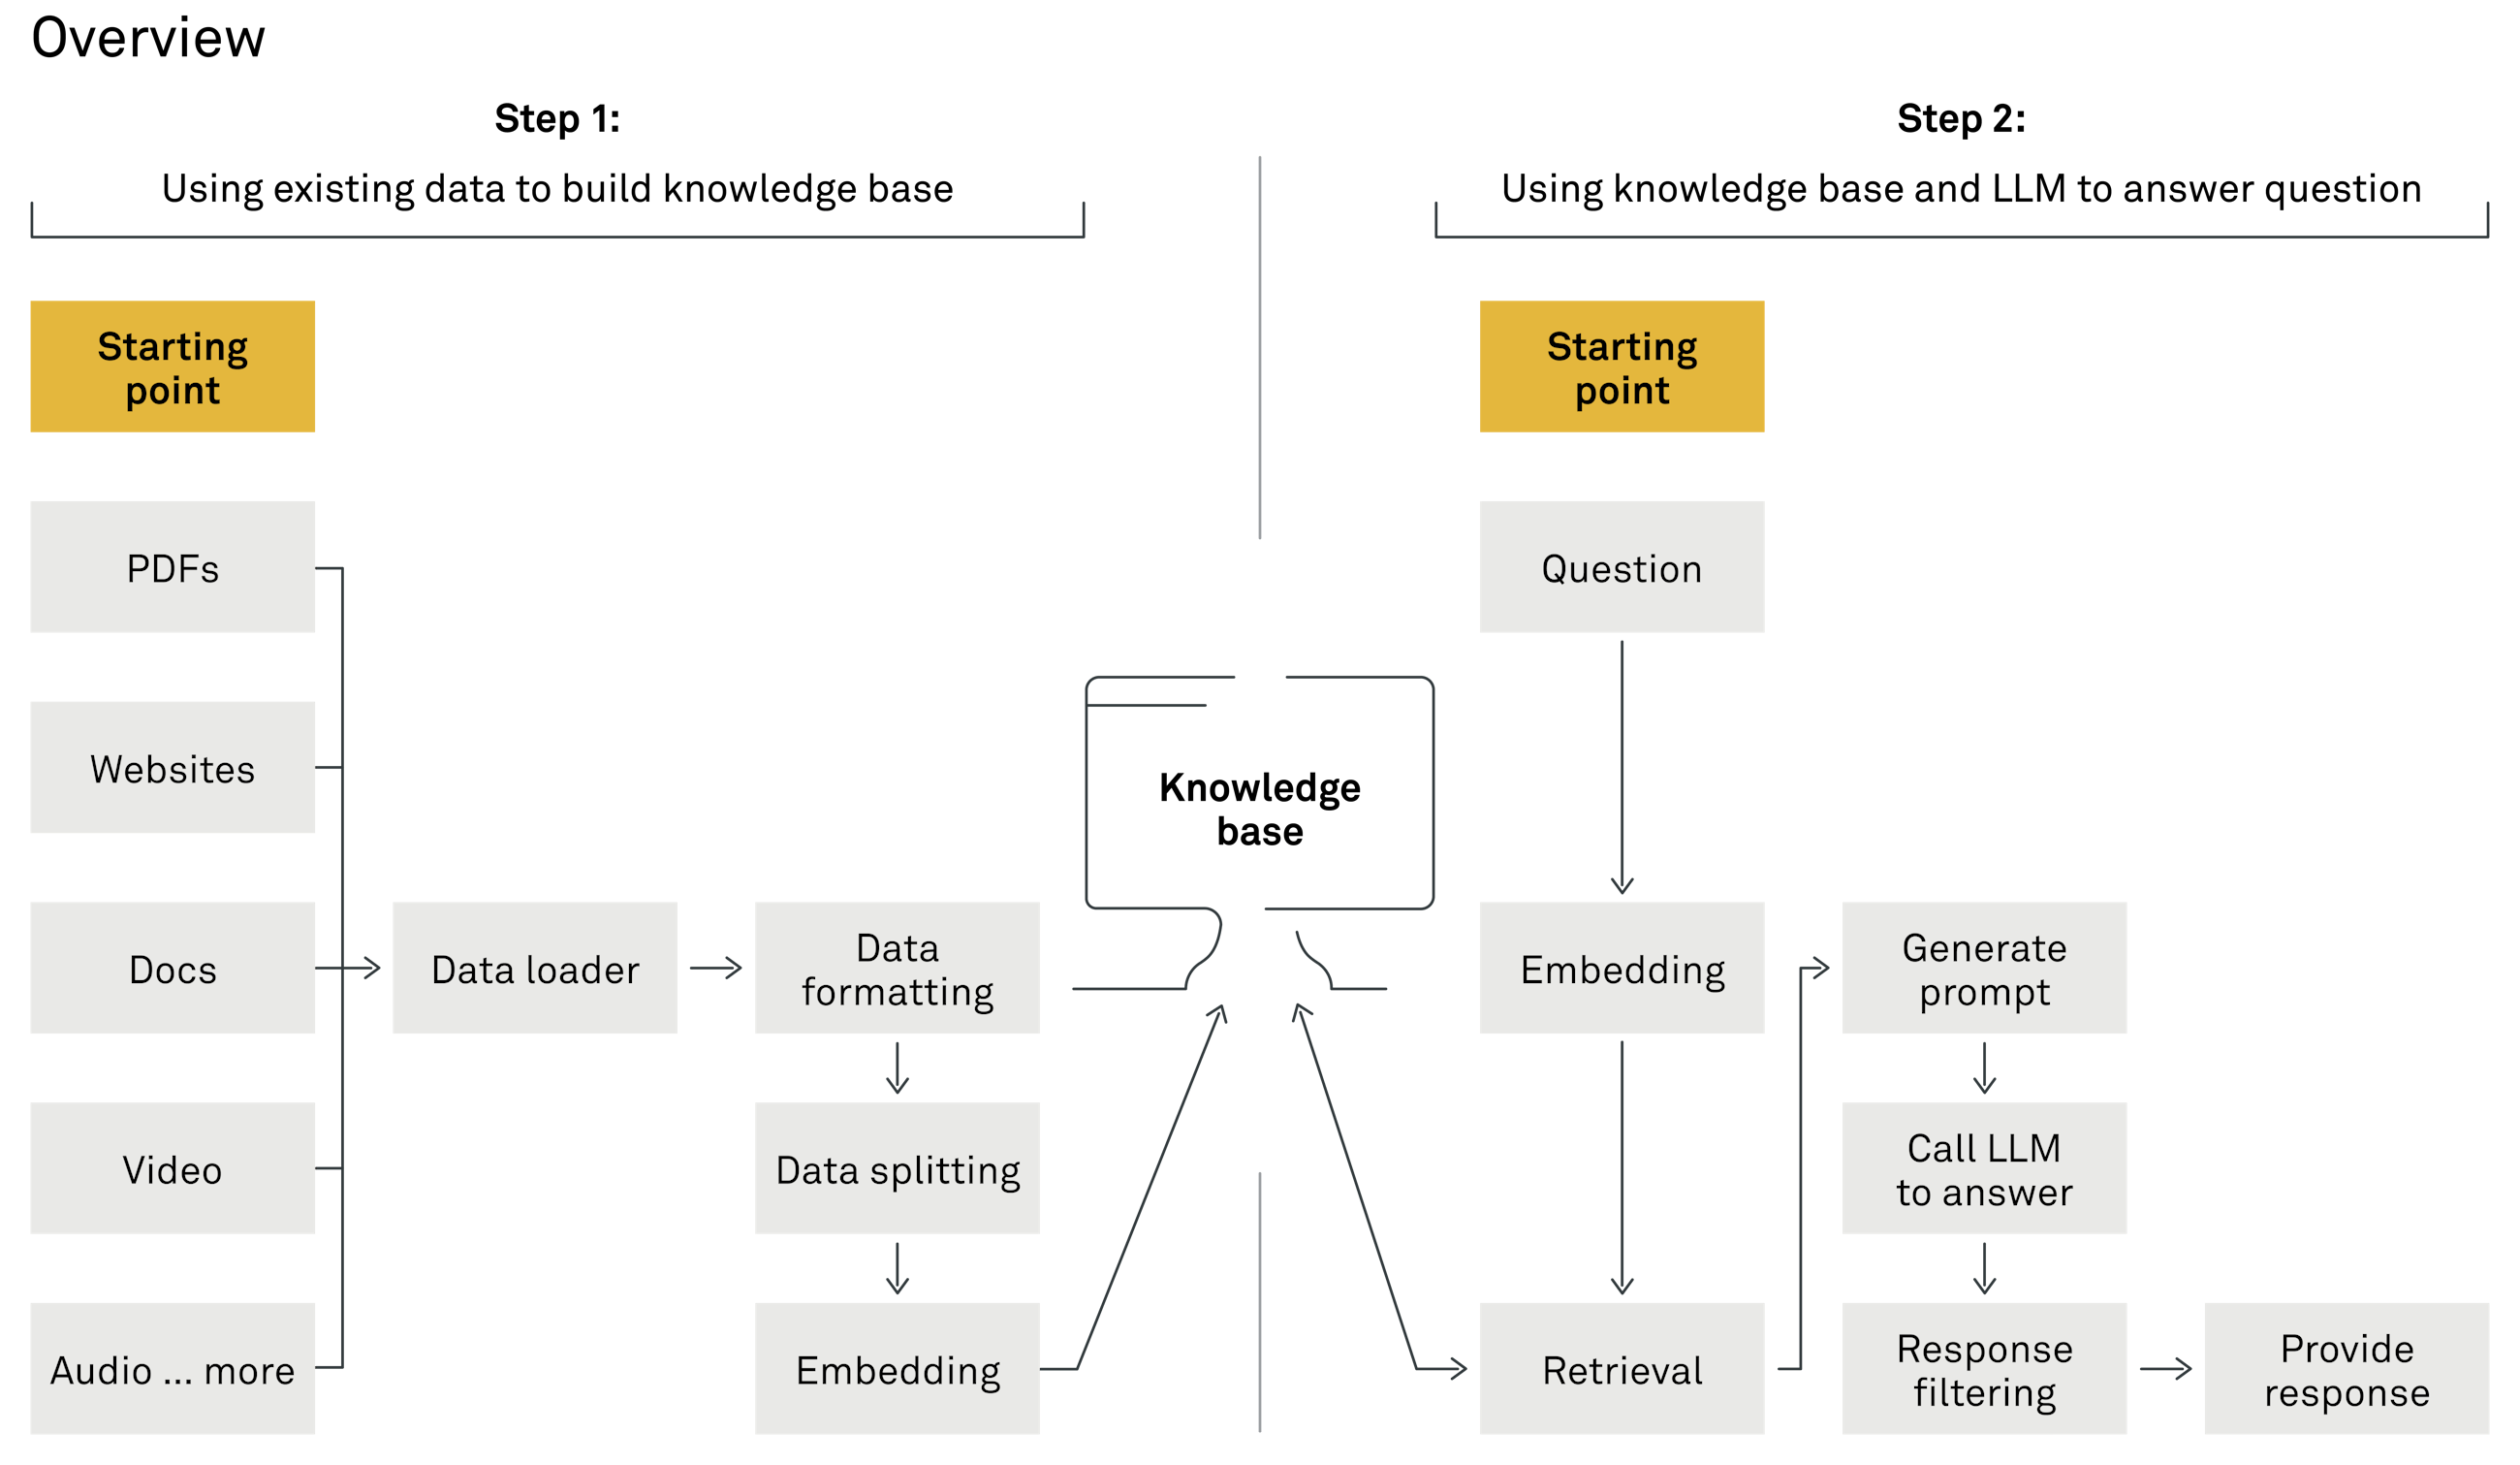 Overview
Step 1:
Using existing data to build knowledge base
Starting
point
PDFs
Websites
Docs
Video
Audio ... more
Data loader
Data
formatting
Data splitting
Embedding
Knowledge
base
Step 2:
Using knowledge base and LLM to answer question
Starting
point
Question
Embedding
Retrieval
Generate
prompt
Call LLM
to answer
Response
filtering
Provide
response